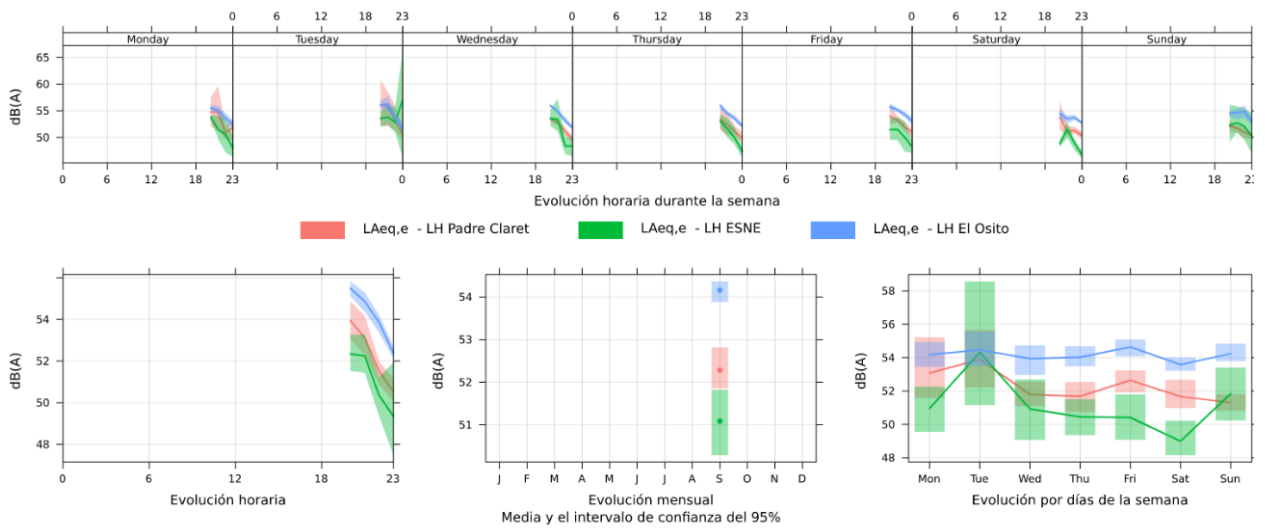 0 6 12 18 23 0 6 12 18 23 0 6 12 18 23
Monday Tuesday Wednesday Thursday Friday Saturday Sunday
65
60
55
50
dB(A)
0 6 12 18 23 0 6 12 18 23 0 6 12 18 23 0 6 12 18 23
Evolución horaria durante la semana
LAeq,e - LH Padre Claret LAeq,e - LH ESNE LAeq,e - LH El Osito
54
52
50
48
dB(A)
0 6 12 18 23
Evolución horaria
54
53
52
51
dB(A)
J F M A M J J A S O N D
Evolución mensual
Media y el intervalo de confianza del 95%
58
56
54
52
50
48
dB(A)
Mon Tue Wed Thu Fri Sat Sun
Evolución por días de la semana